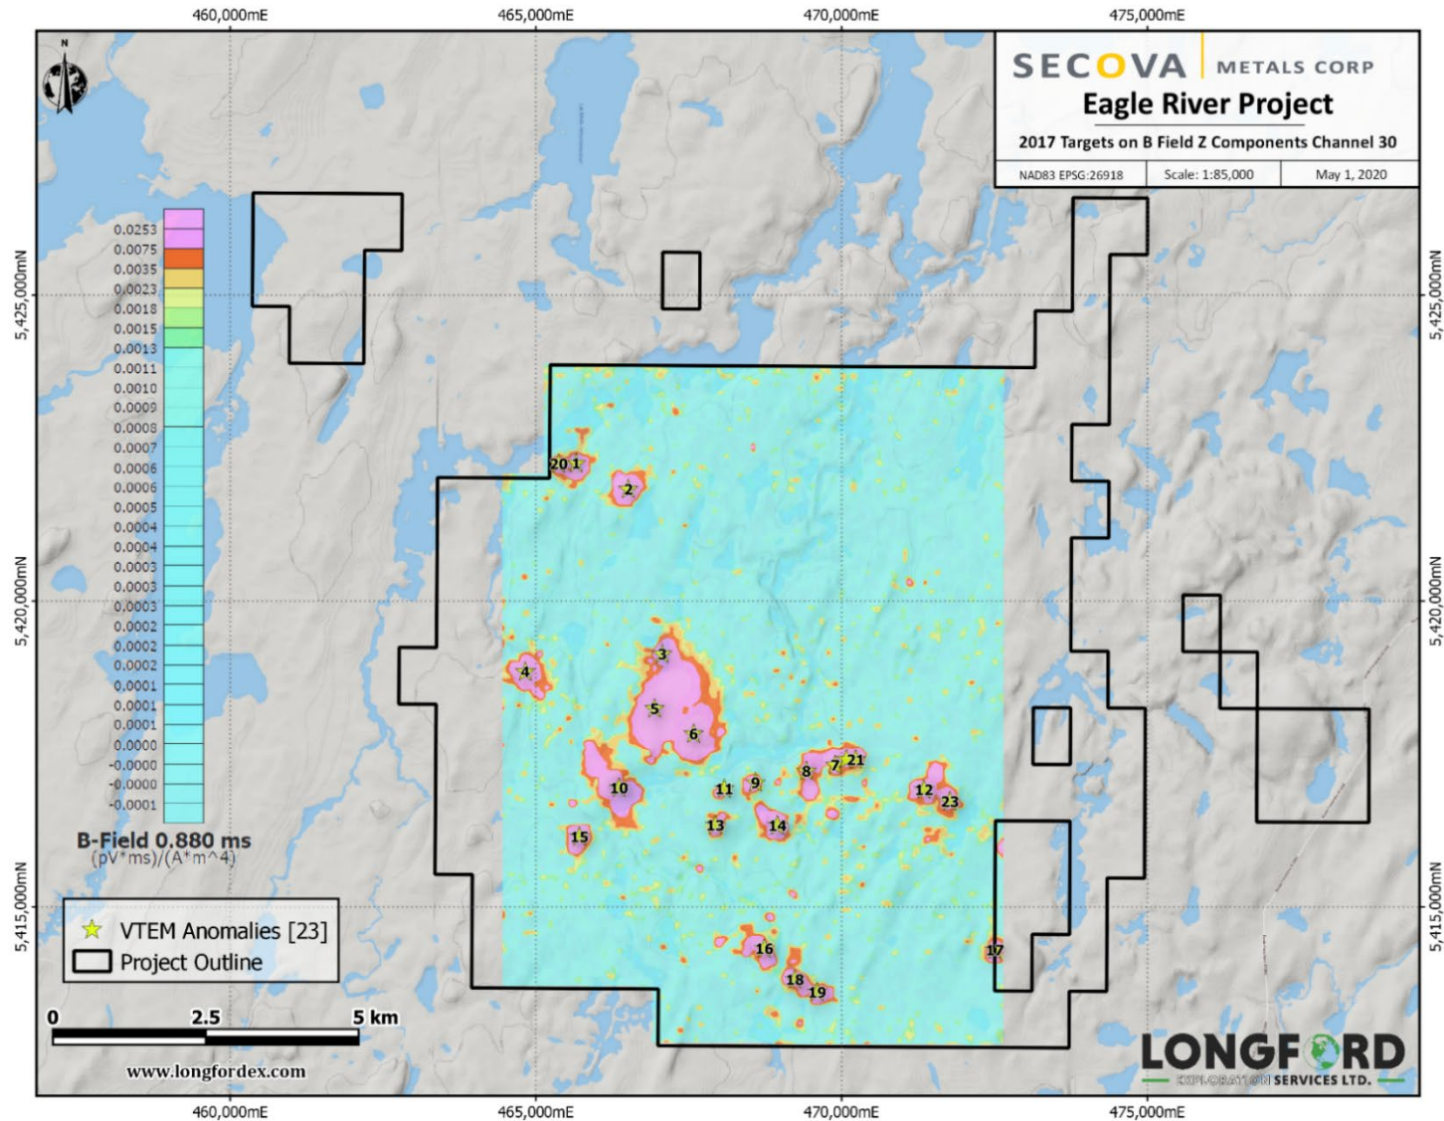 460,000mE 465,000mE 470,000mE 475,000mE
N
SECOVA METALS CORP
Eagle River Project
2017 Targets on B Field Z Components Channel 30
NAD83 EPSG:26918 Scale: 1:85,000 May 1, 2020
5,425,000mN
5,420,000mN
5,415,000mN
5,425,000mN
5,420,000mN
5,415,000mN
0.0253
0.0075
0.0035
0.0023
0.0018
0.0015
0.0013
0.0011
0.0010
0.0009
0.0008
0.0007
0.0006
0.0006
0.0005
0.0004
0.0004
0.0003
0.0003
0.0003
0.0002
0.0002
0.0002
0.0001
0.0001
0.0001
0.0000
-0.0000
-0.0000
-0.0001
B-Field 0.880 ms
(pV*ms)/(A*m^4)
20 1
2
3
4
5
6
7 21
8
9
10
11
12
23
13
14
15
16
17
18
19
VTEM Anomalies [23]
Project Outline
0 2.5 5 km
www.longfordex.com
LONGFORD
EXPLORATION SERVICES LTD.
460,000mE 465,000mE 470,000mE 475,000mE